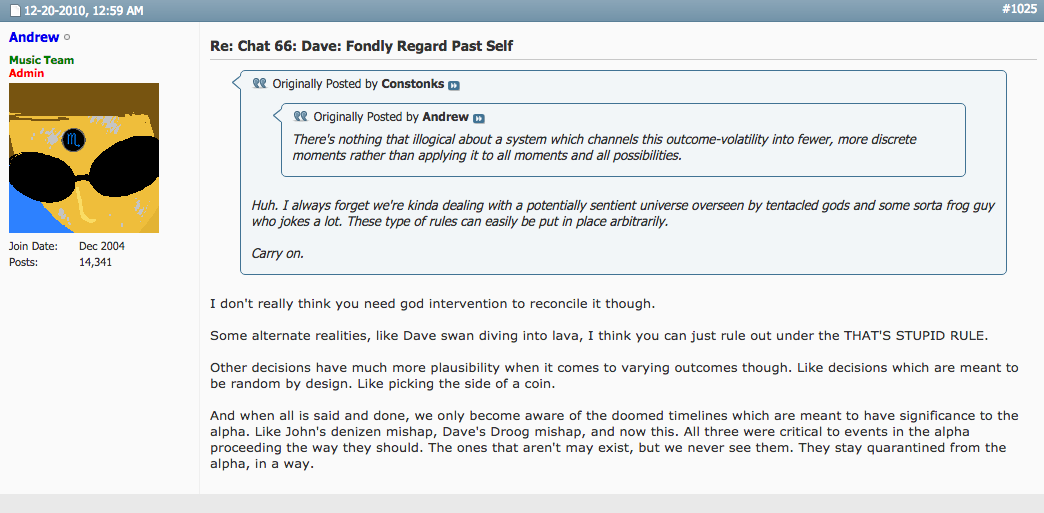 12-20-2010, 12:59 AM
#1025
Andrew
Music Team
Admin
♏
Join Date: Dec 2004
Posts: 14,341
Re: Chat 66: Dave: Fondly Regard Past Self
Originally Posted by Constonks
Originally Posted by Andrew
There's nothing that illogical about a system which channels this outcome-volatility into fewer, more discrete
moments rather than applying it to all moments and all possibilities.
Huh. I always forget we're kinda dealing with a potentially sentient universe overseen by tentacled gods and some sorta frog guy
who jokes a lot. These type of rules can easily be put in place arbitrarily.
Carry on.
I don't really think you need god intervention to reconcile it though.
Some alternate realities, like Dave swan diving into lava, I think you can just rule out under the THAT'S STUPID RULE.
Other decisions have much more plausibility when it comes to varying outcomes though. Like decisions which are meant to
be random by design. Like picking the side of a coin.
And when all is said and done, we only become aware of the doomed timelines which are meant to have significance to the
alpha. Like John's denizen mishap, Dave's Droog mishap, and now this. All three were critical to events in the alpha
proceeding the way they should. The ones that aren't may exist, but we never see them. They stay quarantined from the
alpha, in a way.